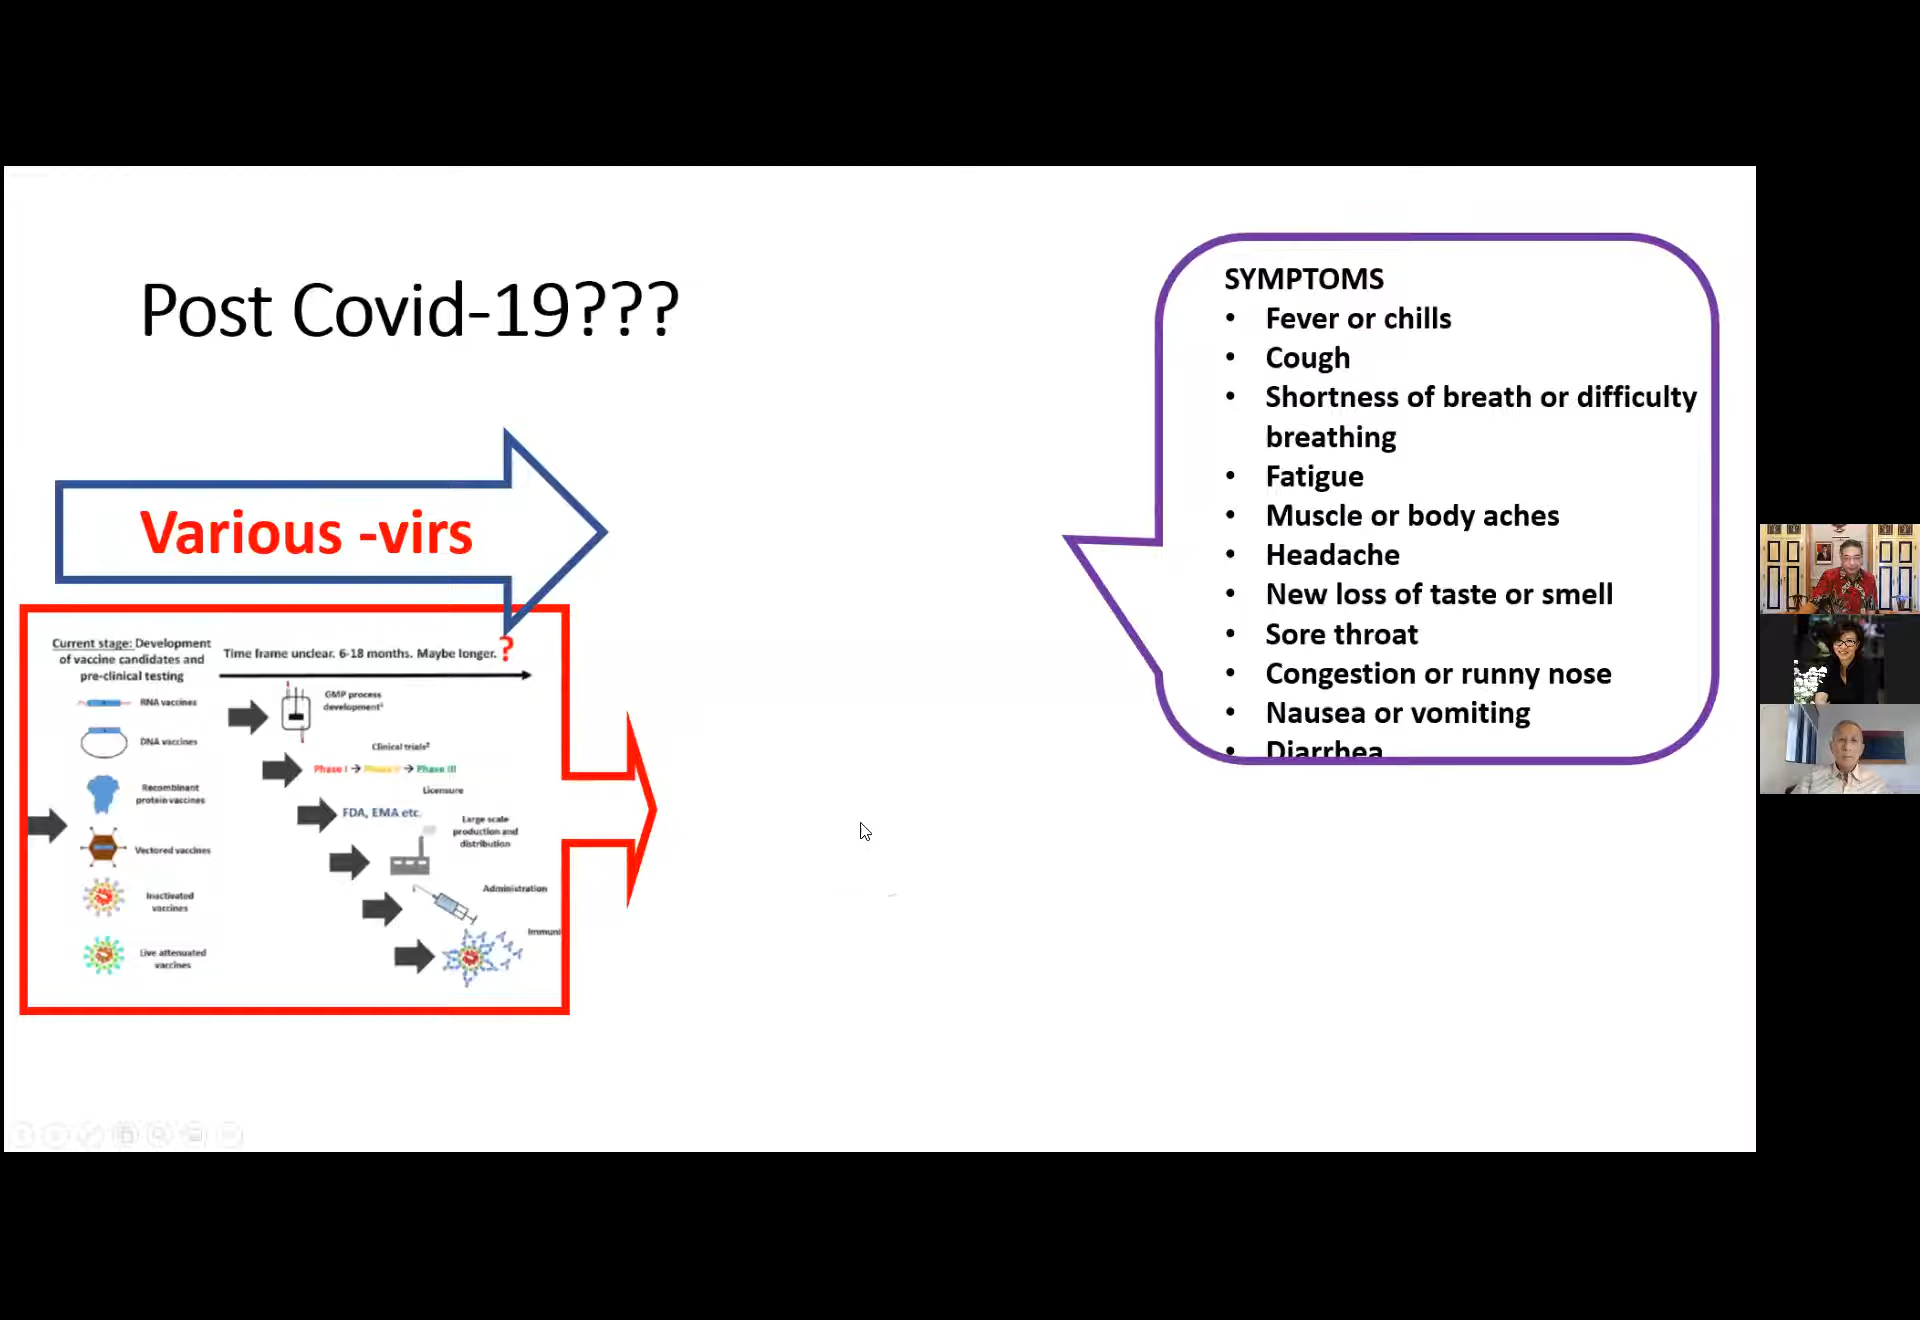 Post Covid-19???
Various -virs
Current stage: Development
of vaccine candidates and
pre-clinical testing
Time frame unclear. 6-18 months. Maybe longer. ?
RNA vaccines
DNA vaccines
Recombinant
protein vaccines
Vectored vaccines
Inactivated
vaccines
Live attenuated
vaccines
GMP process
development¹
Clinical trials²
Phase I → Phase II → Phase III
Licensure
FDA, EMA etc.
Large scale
production and
distribution
Administration
Immuni
SYMPTOMS
• Fever or chills
• Cough
• Shortness of breath or difficulty
breathing
• Fatigue
• Muscle or body aches
• Headache
• New loss of taste or smell
• Sore throat
• Congestion or runny nose
• Nausea or vomiting
• Diarrhea